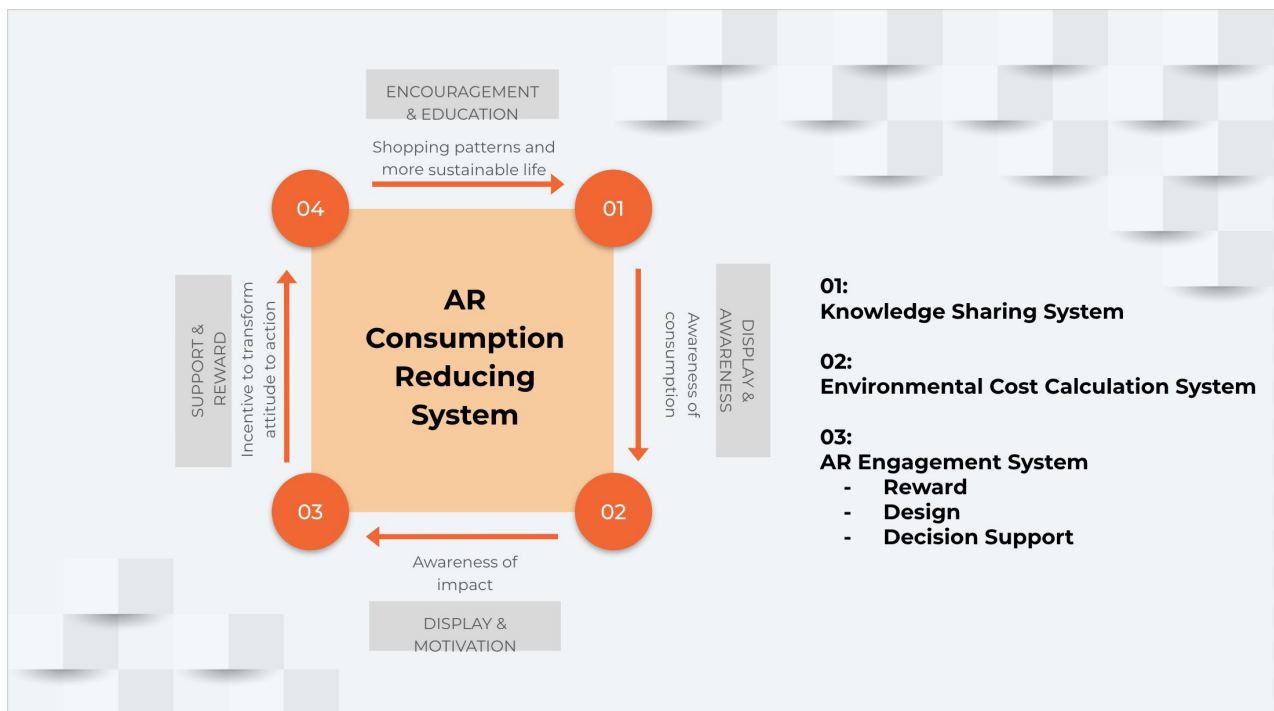 ENCOURAGEMENT
& EDUCATION
Shopping patterns and
more sustainable life
04
01
SUPPORT &
REWARD
Incentive to transform
attitude to action
AR
Consumption
Reducing
System
Awareness of
consumption
DISPLAY &
AWARENESS
03
02
Awareness of
impact
DISPLAY &
MOTIVATION
01:
Knowledge Sharing System
02:
Environmental Cost Calculation System
03:
AR Engagement System
- Reward
- Design
- Decision Support